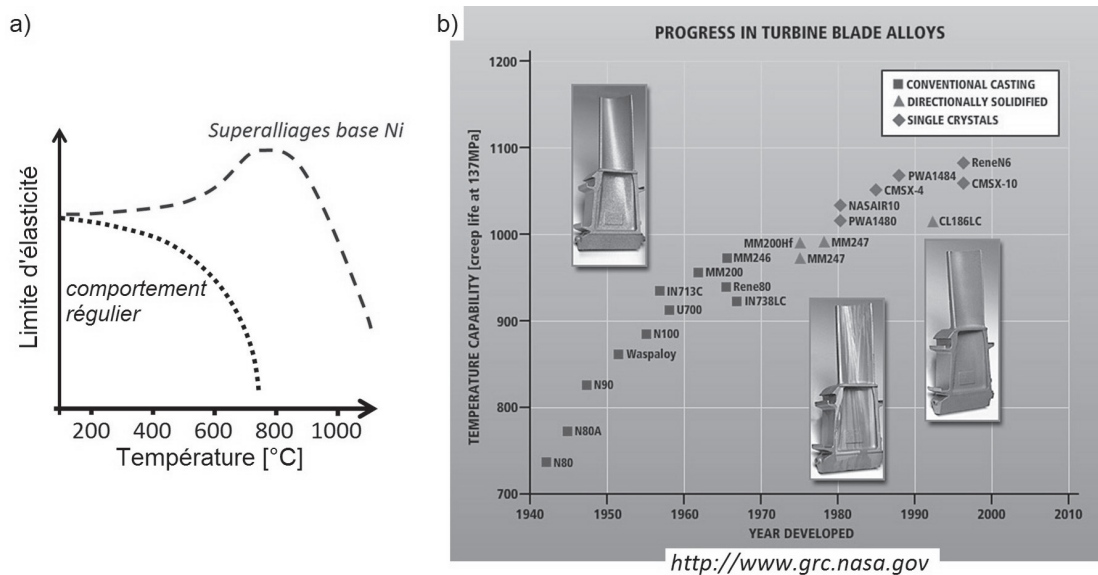 a)
Superalliages base Ni
Limite d'élasticité
comportement
régulier
200 400 600 800 1000
Température [°C]
b)
PROGRESS IN TURBINE BLADE ALLOYS
TEMPERATURE CAPABILITY [creep life at 137MPa]
1200
1100
1000
900
800
700
CONVENTIONAL CASTING
DIRECTIONALLY SOLIDIFIED
SINGLE CRYSTALS
ReneN6
PWA1484
CMSX-10
CMSX-4
NASAIR10
PWA1480
CL186LC
MM200Hf
MM247
MM247
MM246
MM200
Rene80
IN713C
IN738LC
U700
N100
Waspaloy
N90
N80A
N80
1940 1950 1960 1970 1980 1990 2000 2010
YEAR DEVELOPED
http://www.grc.nasa.gov